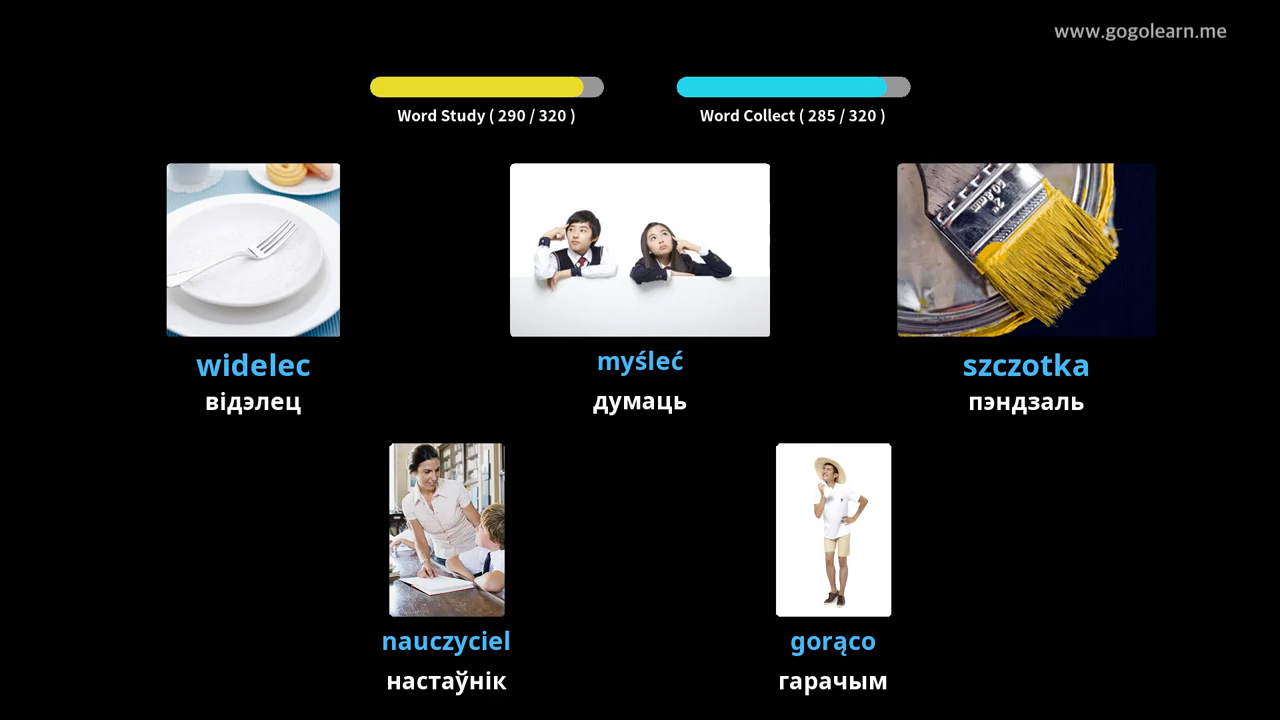 www.gogolearn.me
Word Study ( 290 / 320 )
Word Collect ( 285 / 320 )
widelec
відэлец
myśleć
думаць
szczotka
пэндзаль
nauczyciel
настаўнік
gorąco
гарачым